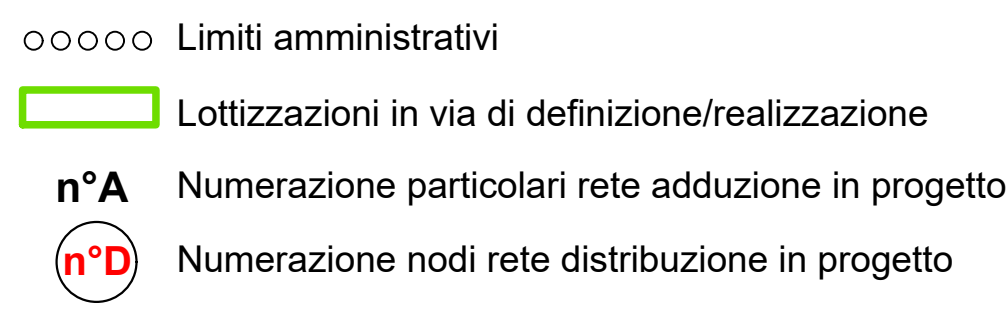 Limiti amministrativi
Lottizzazioni in via di definizione/realizzazione
n°A Numerazione particolari rete adduzione in progetto
n°D Numerazione nodi rete distribuzione in progetto